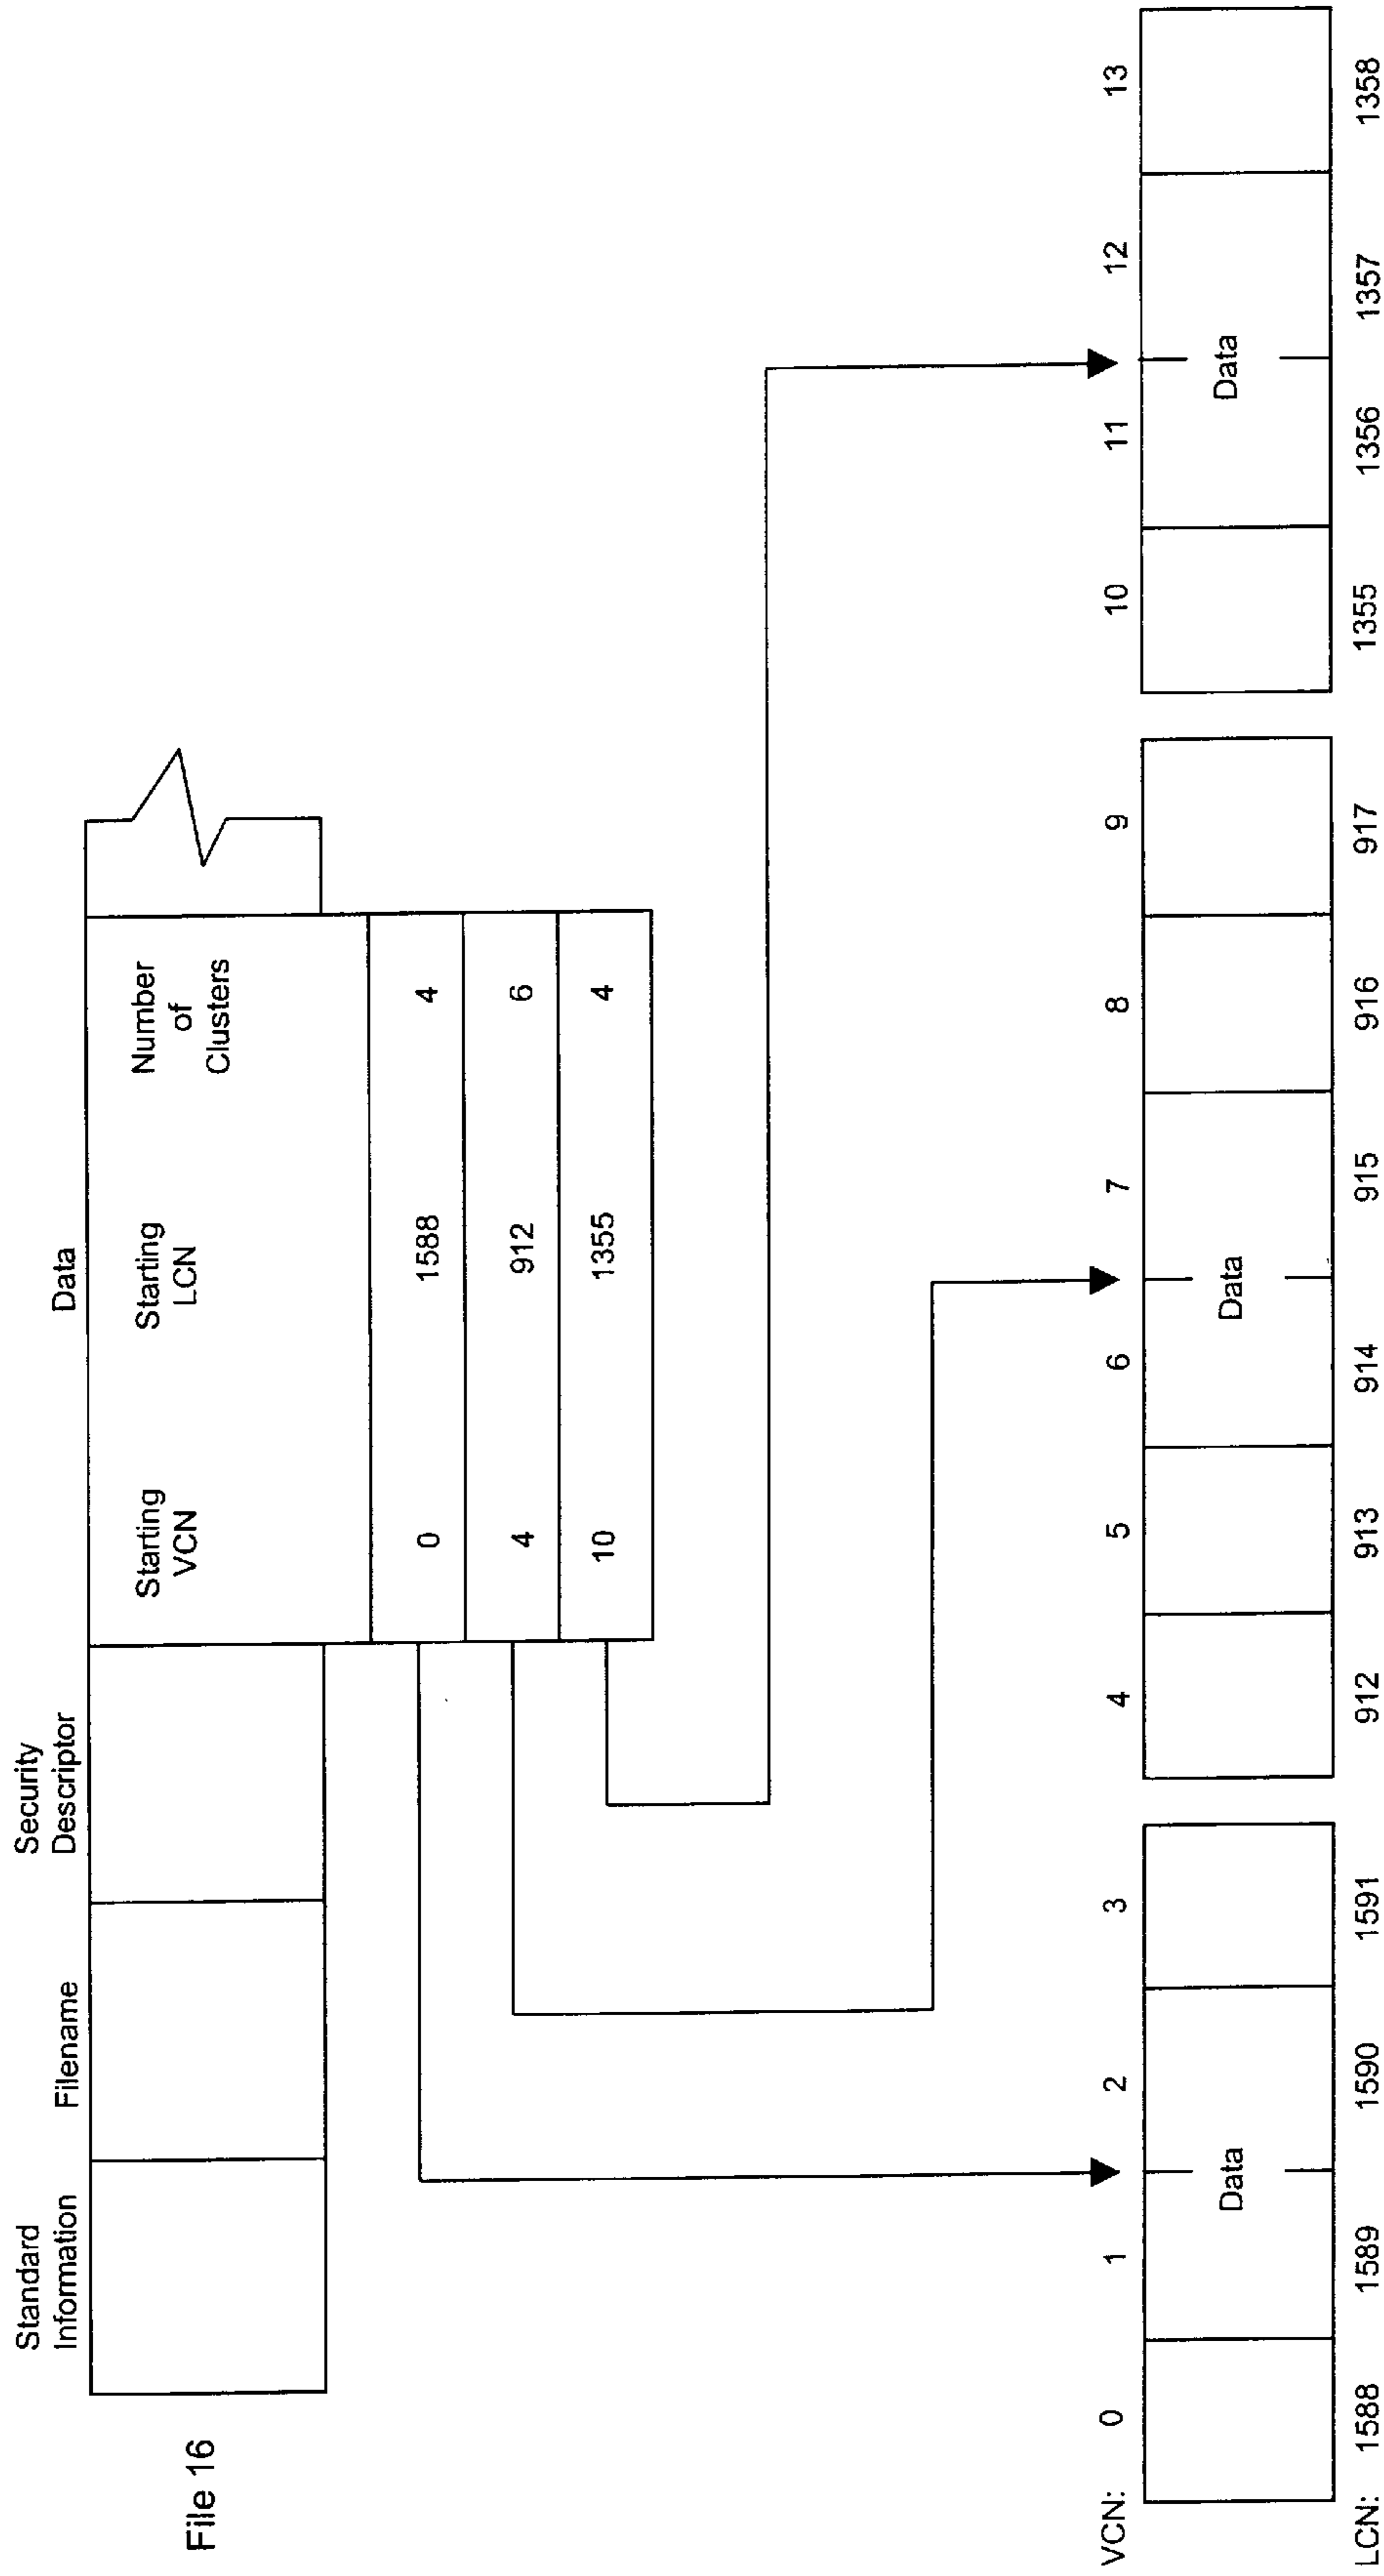 Standard
Information
Filename
Security
Descriptor
Data
File 16
Starting
VCN
Starting
LCN
Number
of
Clusters
0 1588 4
4 912 6
10 1355 4
VCN: 0 1 2 3 4 5 6 7 8 9 10 11 12 13
Data Data Data
LCN: 1588 1589 1590 1591 912 913 914 915 916 917 1355 1356 1357 1358